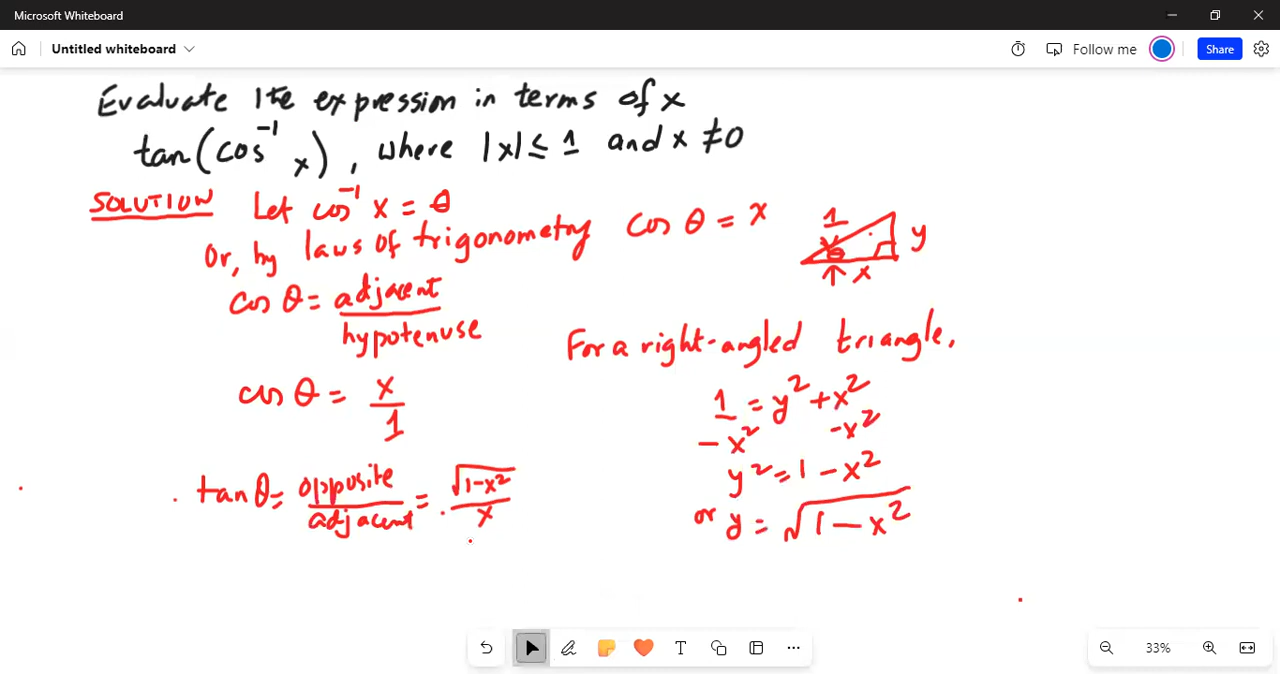 Microsoft Whiteboard
Untitled whiteboard
Follow me
Share
Evaluate the expression in terms of x
tan(cos⁻¹ x), where |x| ≤ 1 and x ≠ 0
SOLUTION Let cos⁻¹ x = θ
Or, by laws of trigonometry cos θ = x
1
y
θ
x
cos θ = adjacent
hypotenuse
For a right-angled triangle,
cos θ = x/1
1 = y² + x²
- x² - x²
y² = 1 - x²
or y = √(1 - x²)
tan θ = opposite/adjacent = √(1-x²)/x
33%